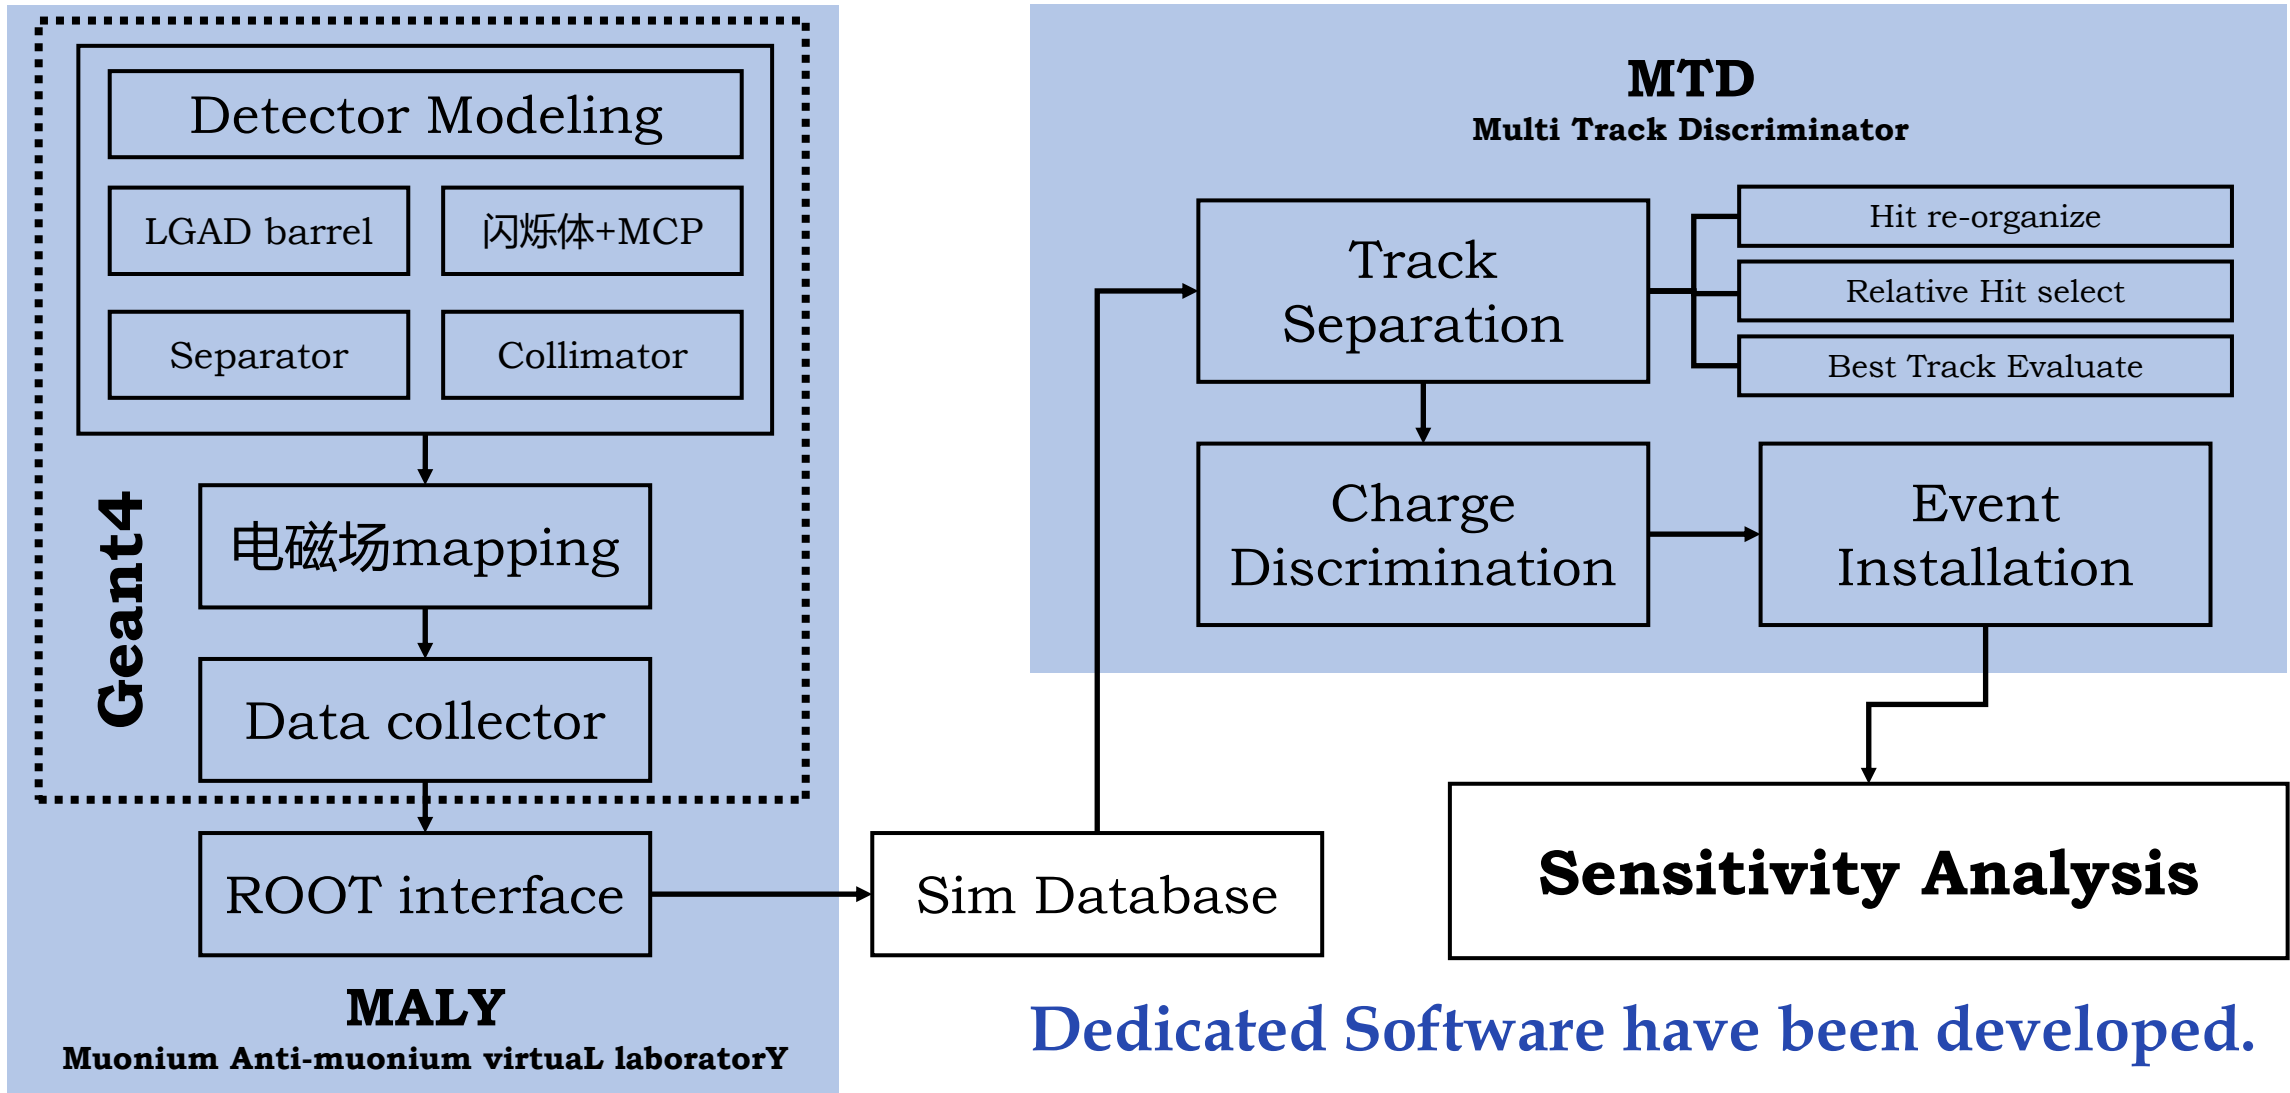 Detector Modeling
LGAD barrel
闪烁体+MCP
Separator
Collimator
Geant4
电磁场mapping
Data collector
ROOT interface
MALY
Muonium Anti-muonium virtuaL laboratorY
Sim Database
MTD
Multi Track Discriminator
Track
Separation
Hit re-organize
Relative Hit select
Best Track Evaluate
Charge
Discrimination
Event
Installation
Sensitivity Analysis
Dedicated Software have been developed.